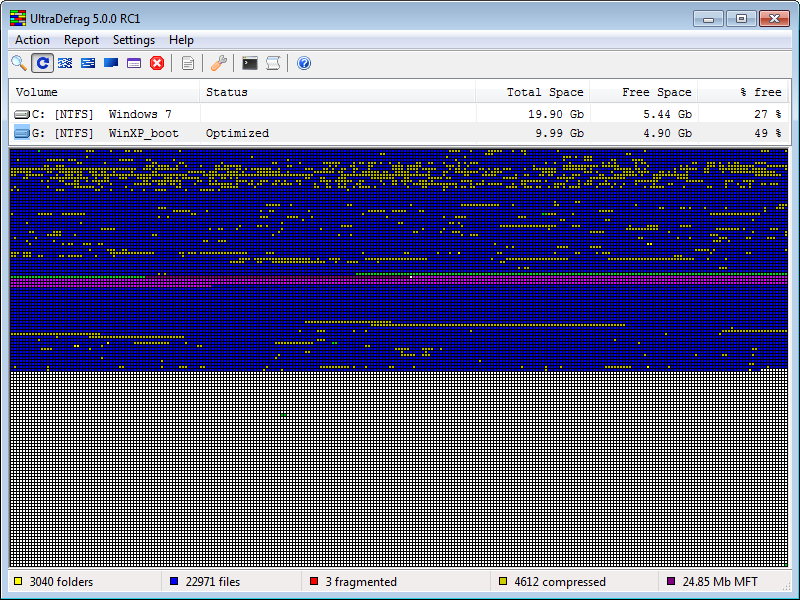 UltraDefrag 5.0.0 RC1
Action Report Settings Help
Volume Status Total Space Free Space % free
C: [NTFS] Windows 7 19.90 Gb 5.44 Gb 27 %
G: [NTFS] WinXP_boot Optimized 9.99 Gb 4.90 Gb 49 %
3040 folders 22971 files 3 fragmented 4612 compressed 24.85 Mb MFT